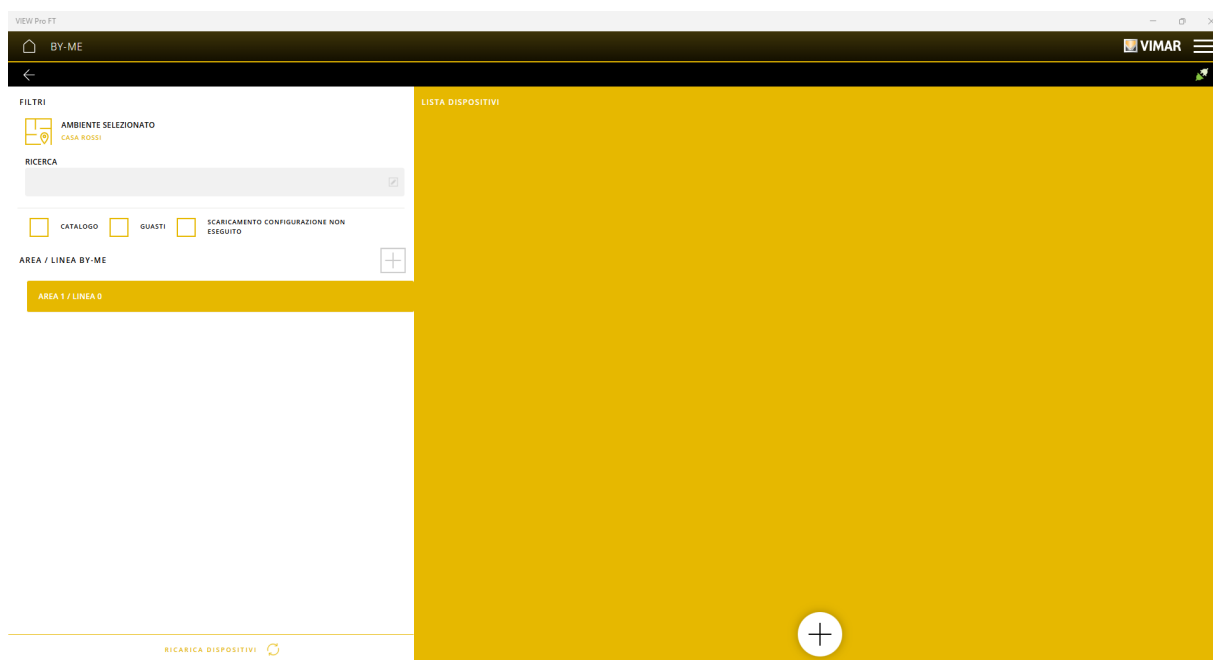 VIEW Pro FT
BY-ME
VIMAR
FILTRI
AMBIENTE SELEZIONATO
CASA ROSSI
RICERCA
CATALOGO
GUASTI
SCARICAMENTO CONFIGURAZIONE NON
ESEGUITO
AREA / LINEA BY-ME
AREA 1 / LINEA 0
RICARICA DISPOSITIVI
LISTA DISPOSITIVI